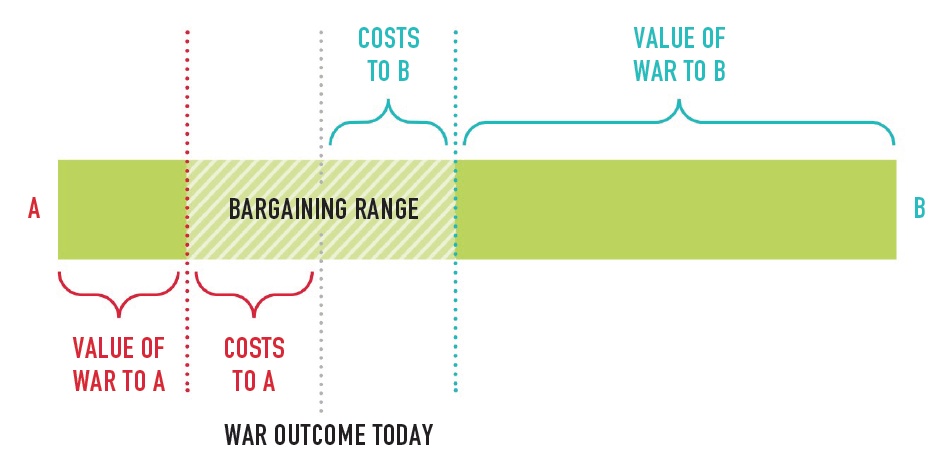 COSTS
TO B
VALUE OF
WAR TO B
A
BARGAINING RANGE
B
VALUE OF
WAR TO A
COSTS
TO A
WAR OUTCOME TODAY